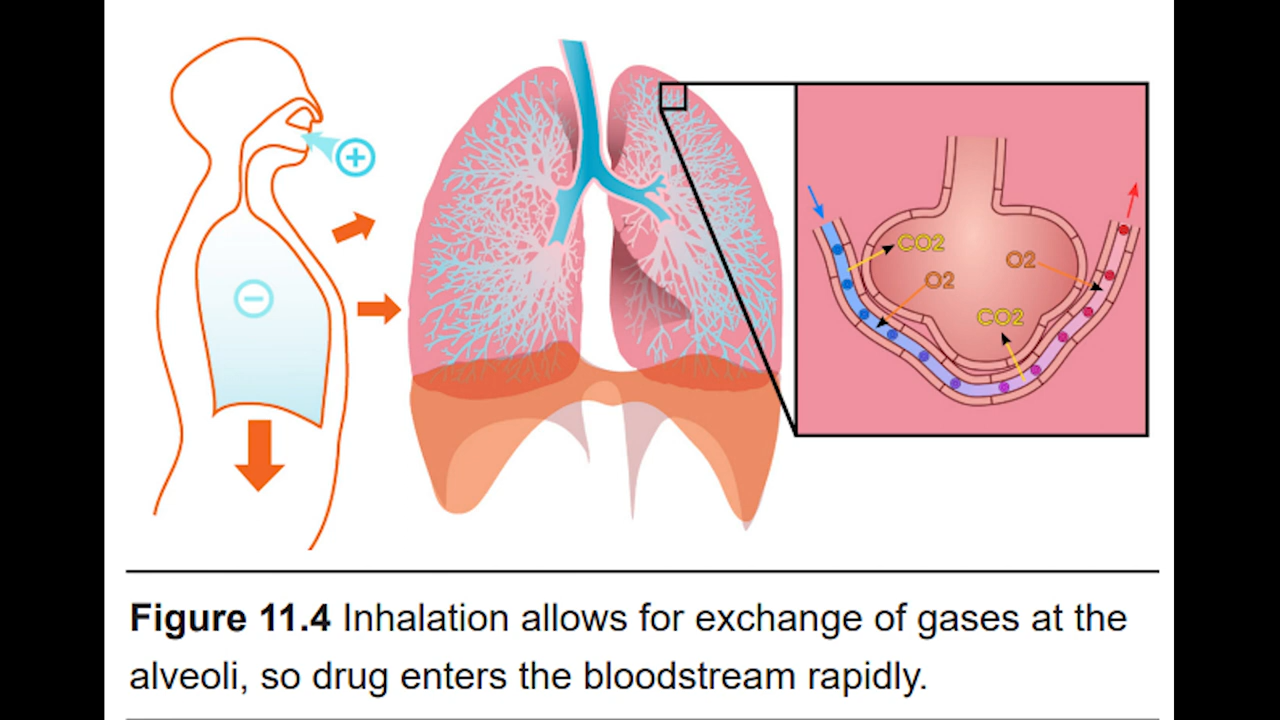 +
−
CO2
O2
O2
CO2
Figure 11.4 Inhalation allows for exchange of gases at the
alveoli, so drug enters the bloodstream rapidly.